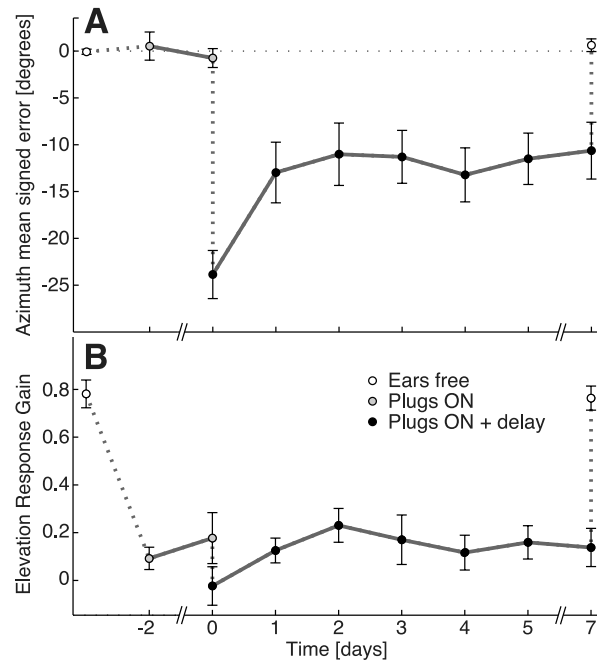 A
Azimuth mean signed error [degrees]
0
-5
-10
-15
-20
-25
B
Elevation Response Gain
0.8
0.6
0.4
0.2
0
Ears free
Plugs ON
Plugs ON + delay
-2 0 1 2 3 4 5 7
Time [days]